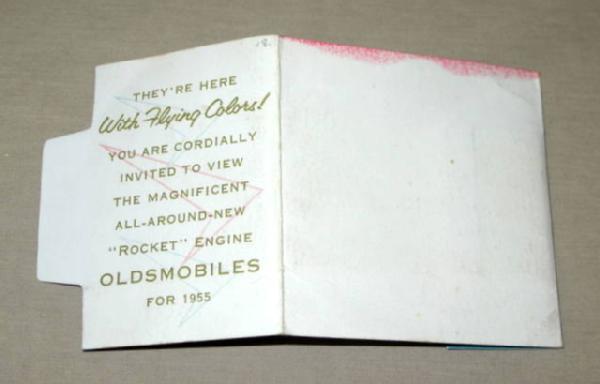 THEY'RE HERE
With Flying Colors!
YOU ARE CORDIALLY
INVITED TO VIEW
THE MAGNIFICENT
ALL-AROUND-NEW
"ROCKET" ENGINE
OLDSMOBILES
FOR 1955